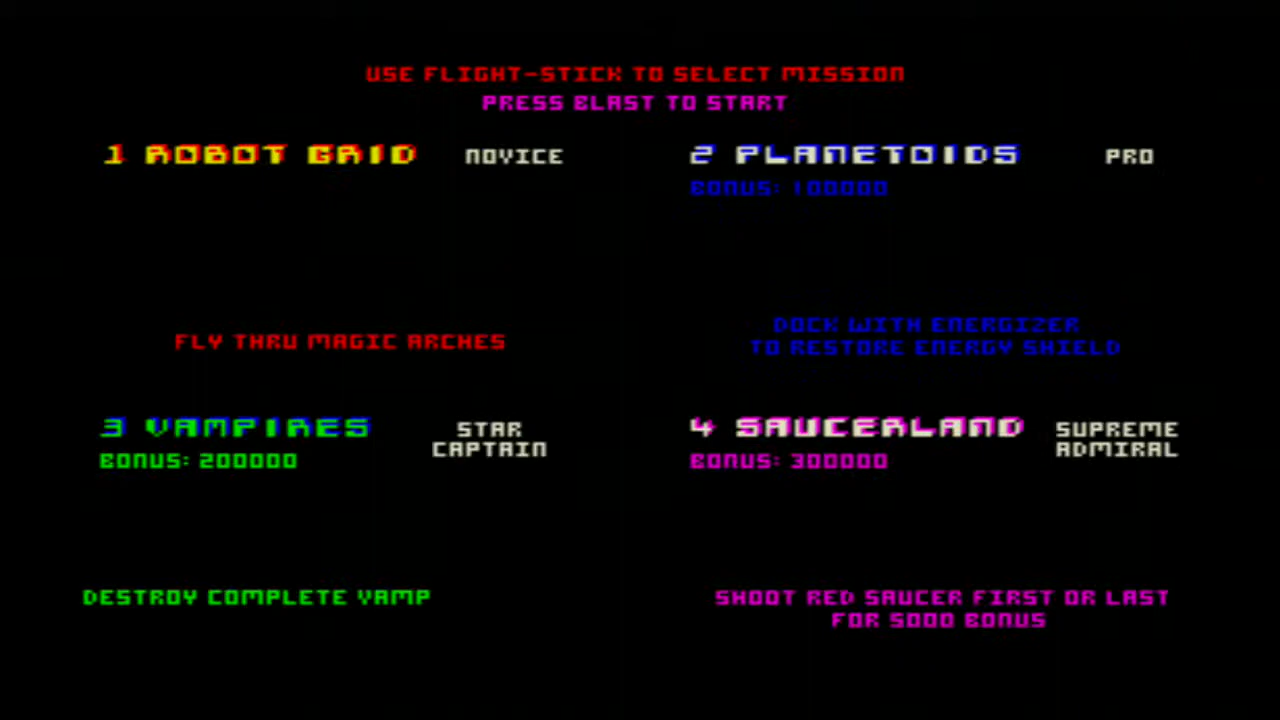 USE FLIGHT-STICK TO SELECT MISSION
PRESS BLAST TO START
1 ROBOT GRID NOVICE
2 PLANETOIDS PRO
BONUS: 100000
FLY THRU MAGIC ARCHES
DOCK WITH ENERGIZER
TO RESTORE ENERGY SHIELD
3 VAMPIRES STAR CAPTAIN
BONUS: 200000
4 SAUCERLAND SUPREME ADMIRAL
BONUS: 300000
DESTROY COMPLETE VAMP
SHOOT RED SAUCER FIRST OR LAST
FOR 5000 BONUS